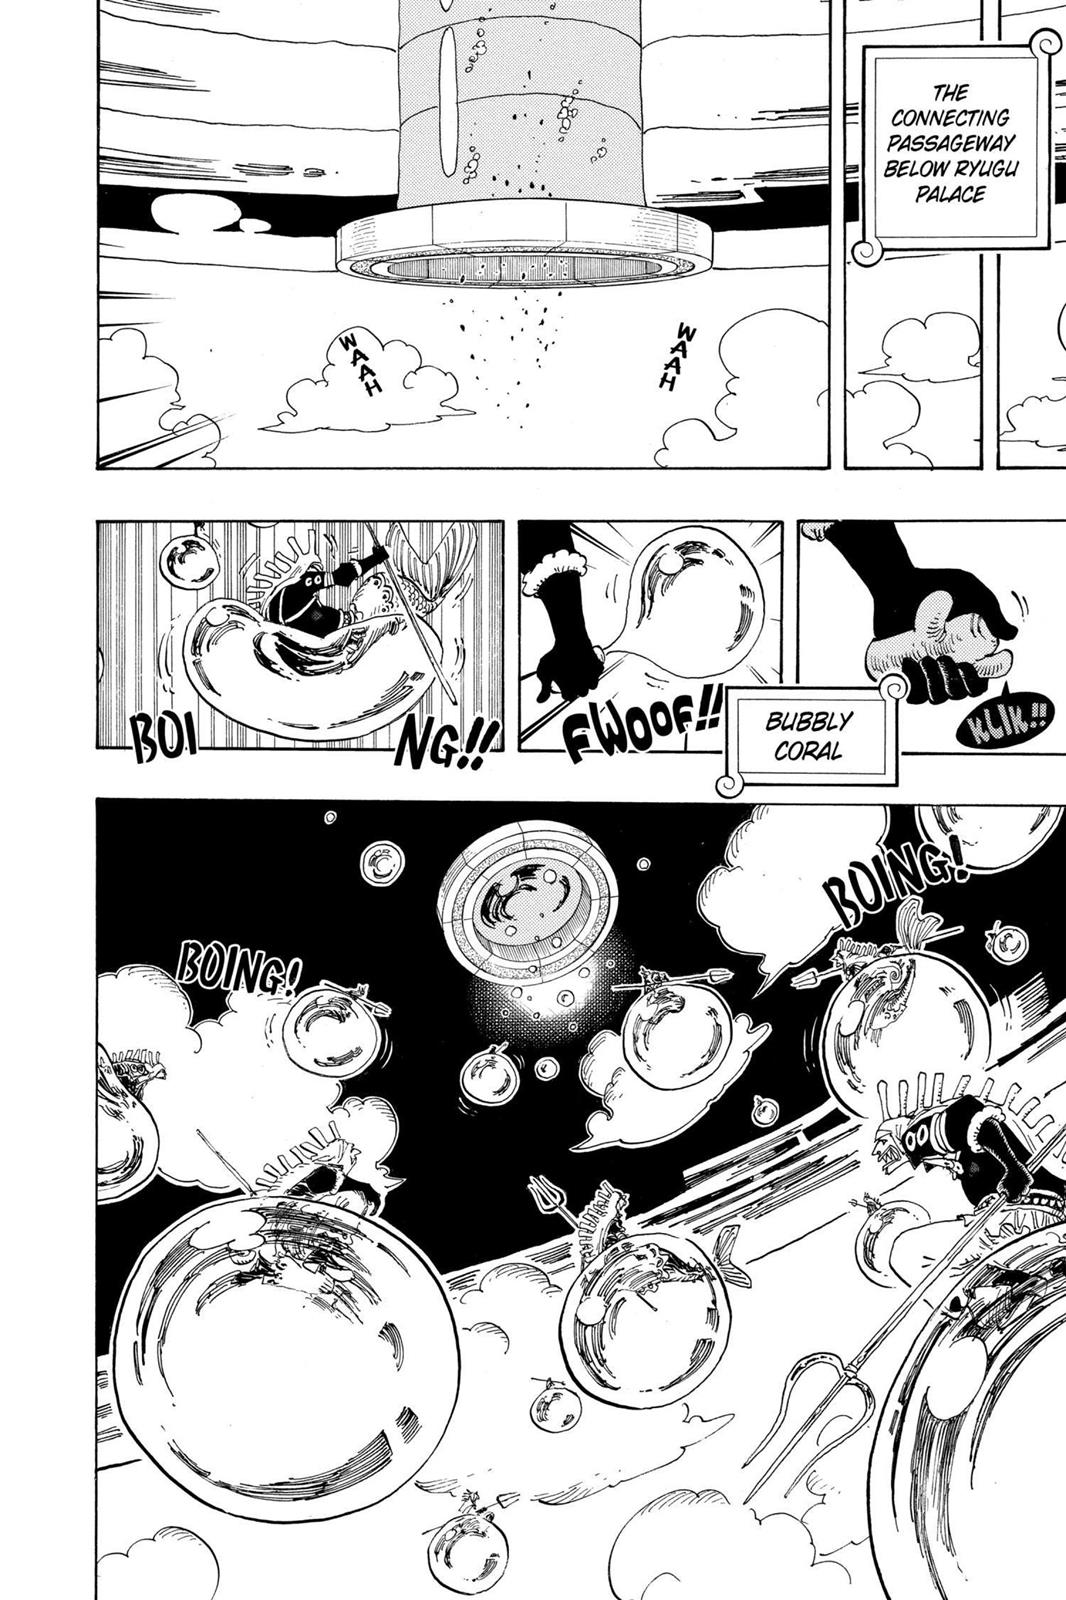 THE
CONNECTING
PASSAGEWAY
BELOW RYUGU
PALACE
WAAH
WAAH
KLIK!!
BUBBLY
CORAL
FWOOF!!
BOI
NG!!
BOING!
BOING!